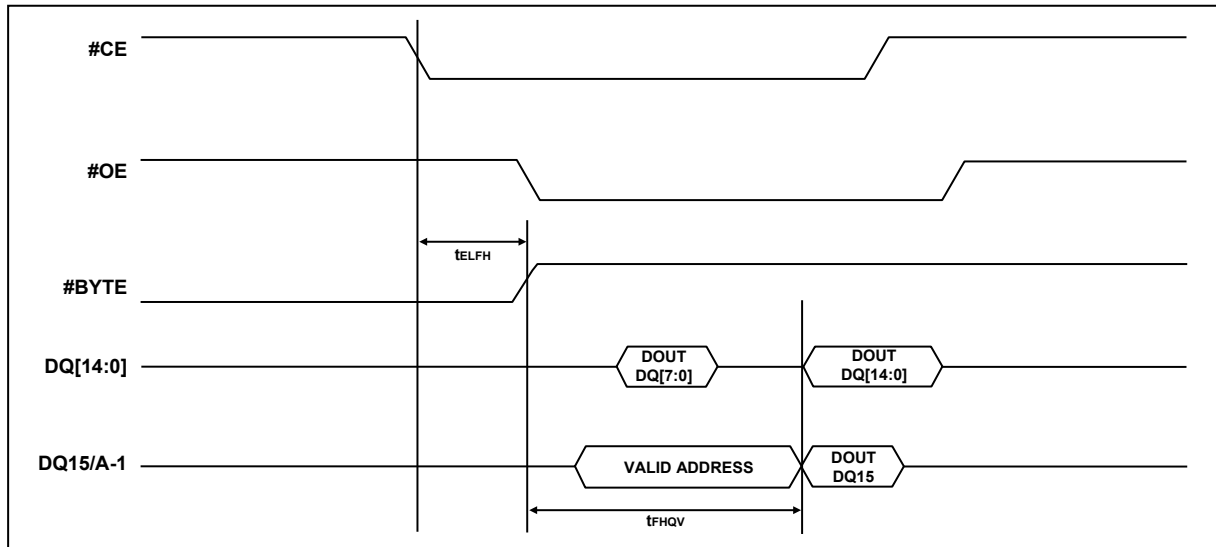 #CE
#OE
tELFH
#BYTE
DQ[14:0]
DOUT
DQ[7:0]
DOUT
DQ[14:0]
DQ15/A-1
VALID ADDRESS
DOUT
DQ15
tFHQV